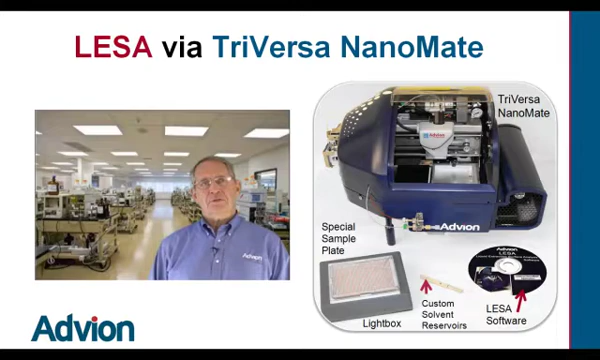 LESA via TriVersa NanoMate
TriVersa
NanoMate
Advion
Advion
Special
Sample
Plate
Lightbox
Custom
Solvent
Reservoirs
Advion
LESA
LESA
Software
Advion
Advion